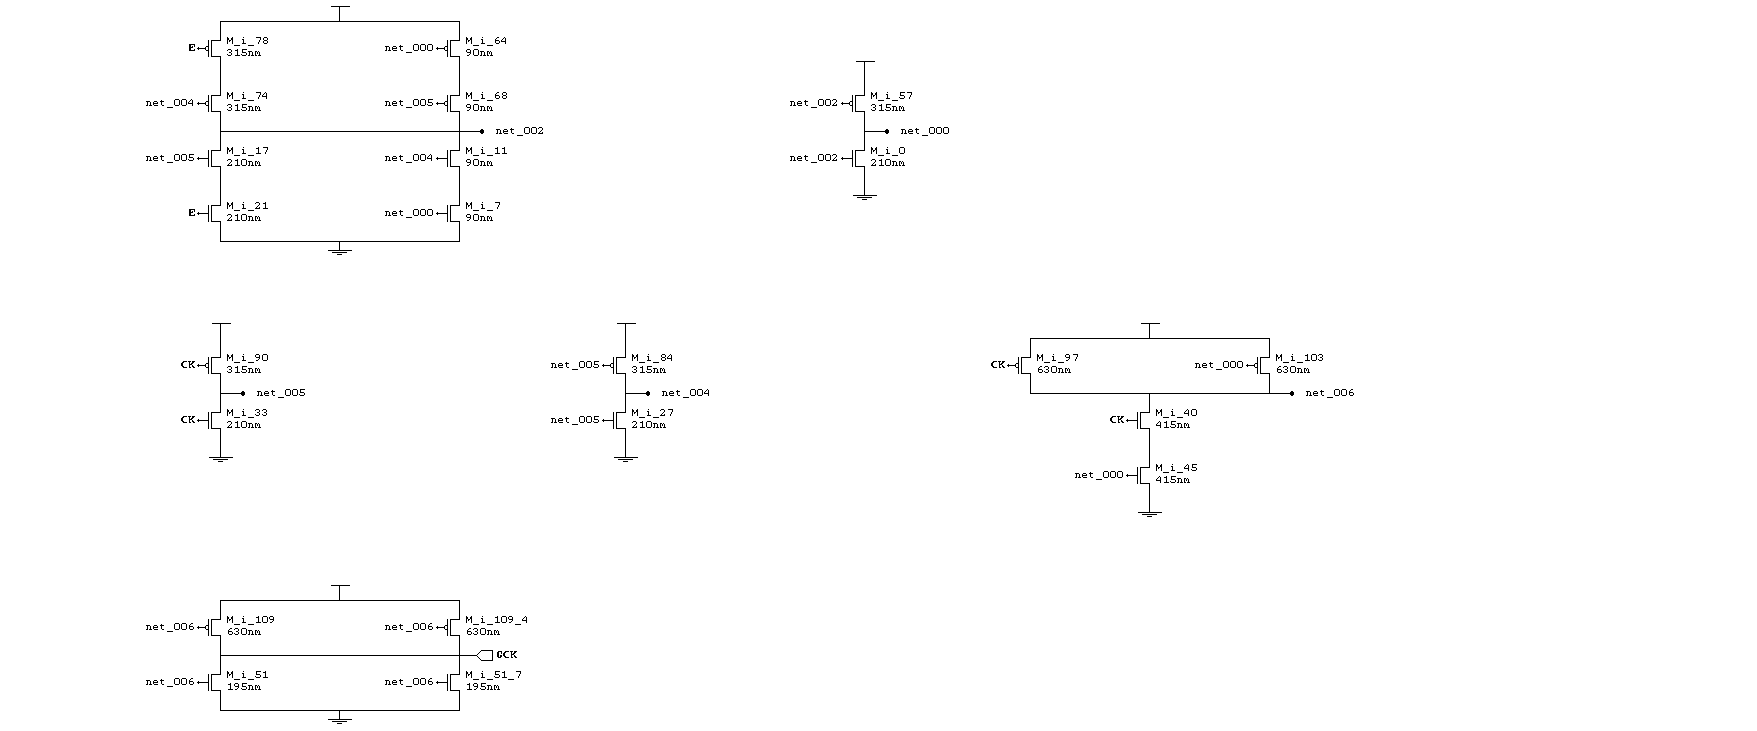 E
M_i_78
315nm
net_000
M_i_64
90nm
net_004
M_i_74
315nm
net_005
M_i_68
90nm
net_002
net_005
M_i_17
210nm
net_004
M_i_11
90nm
E
M_i_21
210nm
net_000
M_i_7
90nm
net_002
M_i_57
315nm
net_000
net_002
M_i_0
210nm
CK
M_i_90
315nm
net_005
CK
M_i_33
210nm
net_005
M_i_84
315nm
net_004
net_005
M_i_27
210nm
CK
M_i_97
630nm
net_000
M_i_103
630nm
net_006
CK
M_i_40
415nm
net_000
M_i_45
415nm
net_006
M_i_109
630nm
net_006
M_i_109_4
630nm
GCK
net_006
M_i_51
195nm
net_006
M_i_51_7
195nm